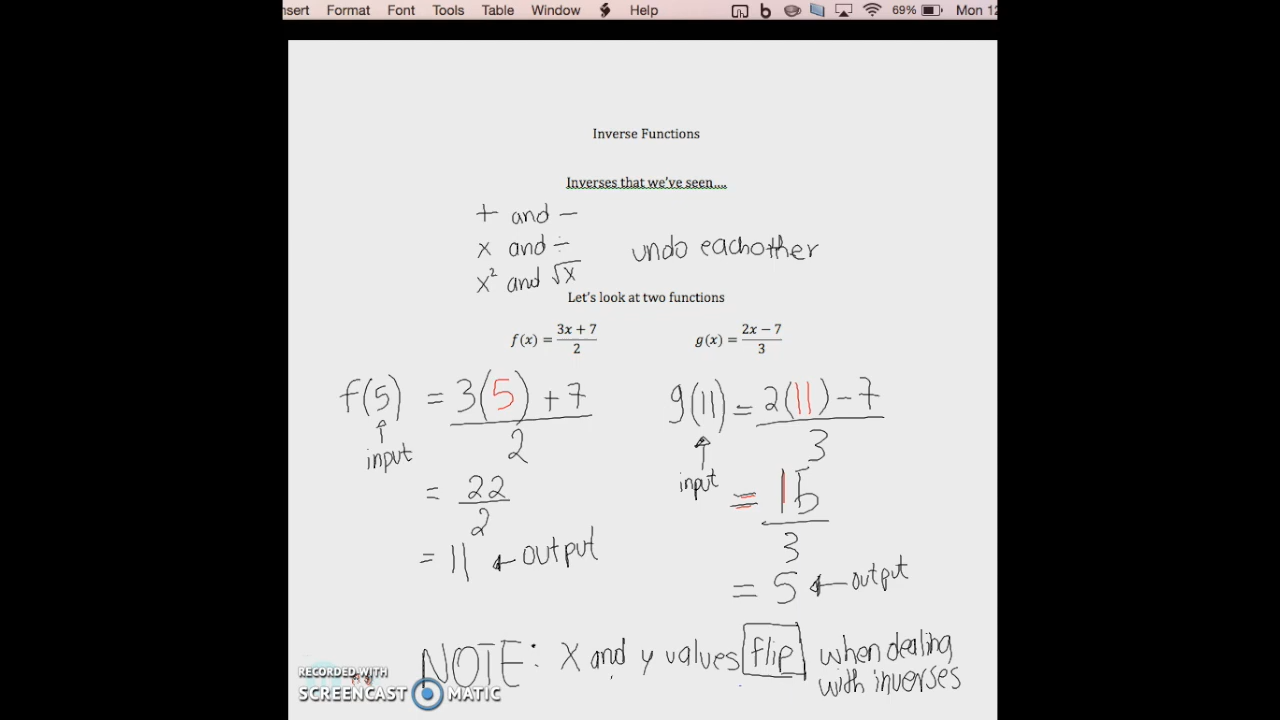 nsert Format Font Tools Table Window Help 69% Mon 12
Inverse Functions
Inverses that we've seen....
+ and −
x and ÷
x² and √x
undo eachother
Let's look at two functions
f(x) = (3x + 7)/2 g(x) = (2x − 7)/3
f(5) = (3(5) + 7)/2 g(11) = (2(11) − 7)/3
↑ ↑
input input
= 22/2 = 15/3
= 11 ← output
= 5 ← output
NOTE: x and y values flip when dealing
with inverses
RECORDED WITH
SCREENCAST MATIC